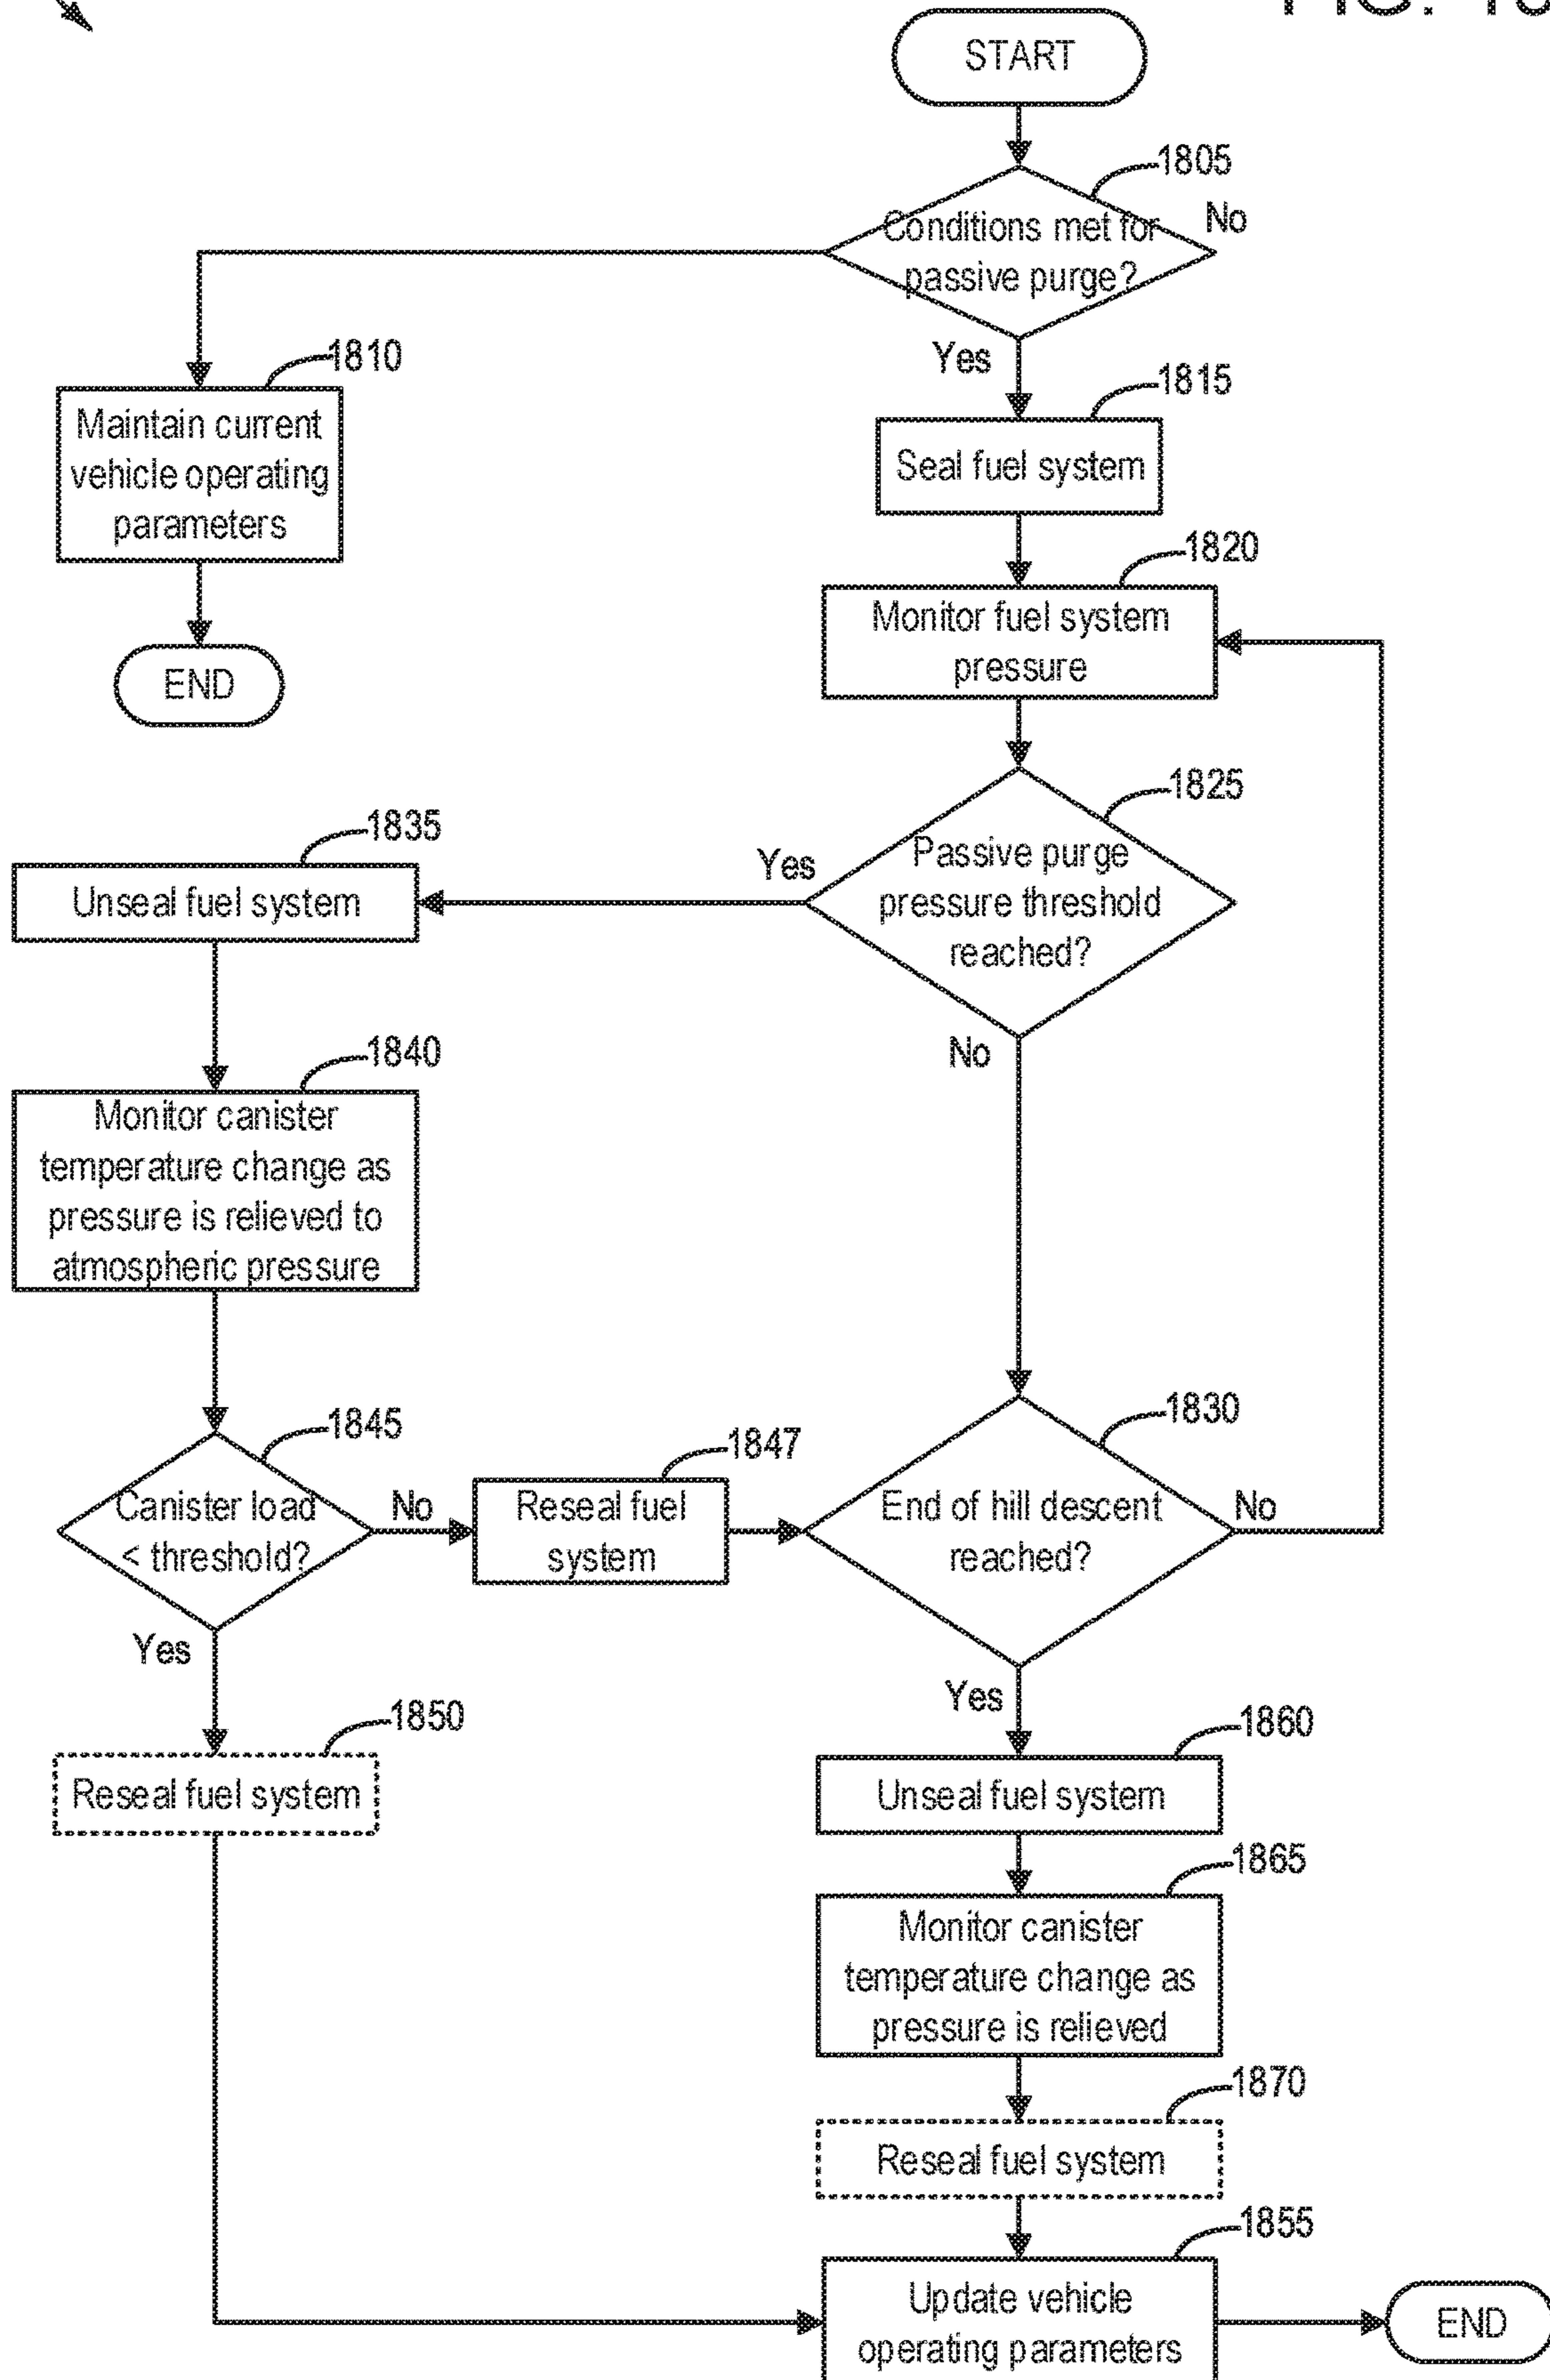 START
1805
Conditions met for
passive purge?
No
Yes
1810
Maintain current
vehicle operating
parameters
END
1815
Seal fuel system
1820
Monitor fuel system
pressure
1825
Passive purge
pressure threshold
reached?
Yes
No
1835
Unseal fuel system
1840
Monitor canister
temperature change as
pressure is relieved to
atmospheric pressure
1845
Canister load
< threshold?
No
Yes
1847
Reseal fuel
system
1830
End of hill descent
reached?
No
Yes
1850
Reseal fuel system
1860
Unseal fuel system
1865
Monitor canister
temperature change as
pressure is relieved
1870
Reseal fuel system
1855
Update vehicle
operating parameters
END